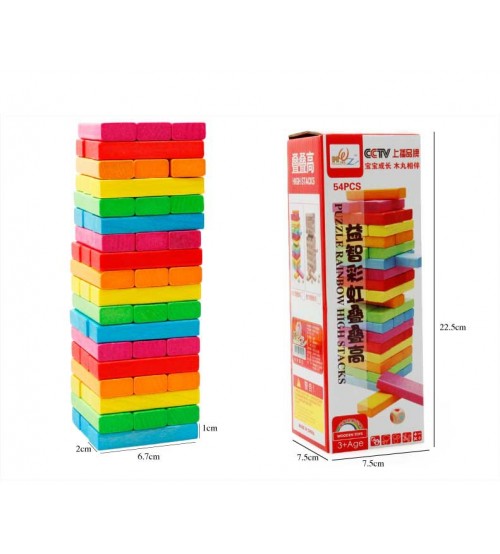 CCTV 上榜品牌
宝宝成长 木丸相伴
54PCS
叠叠高
HIGH STACKS
益智彩虹叠叠高
PUZZLE RAINBOW HIGH STACKS
3+Age
22.5cm
7.5cm
7.5cm
1cm
2cm
6.7cm